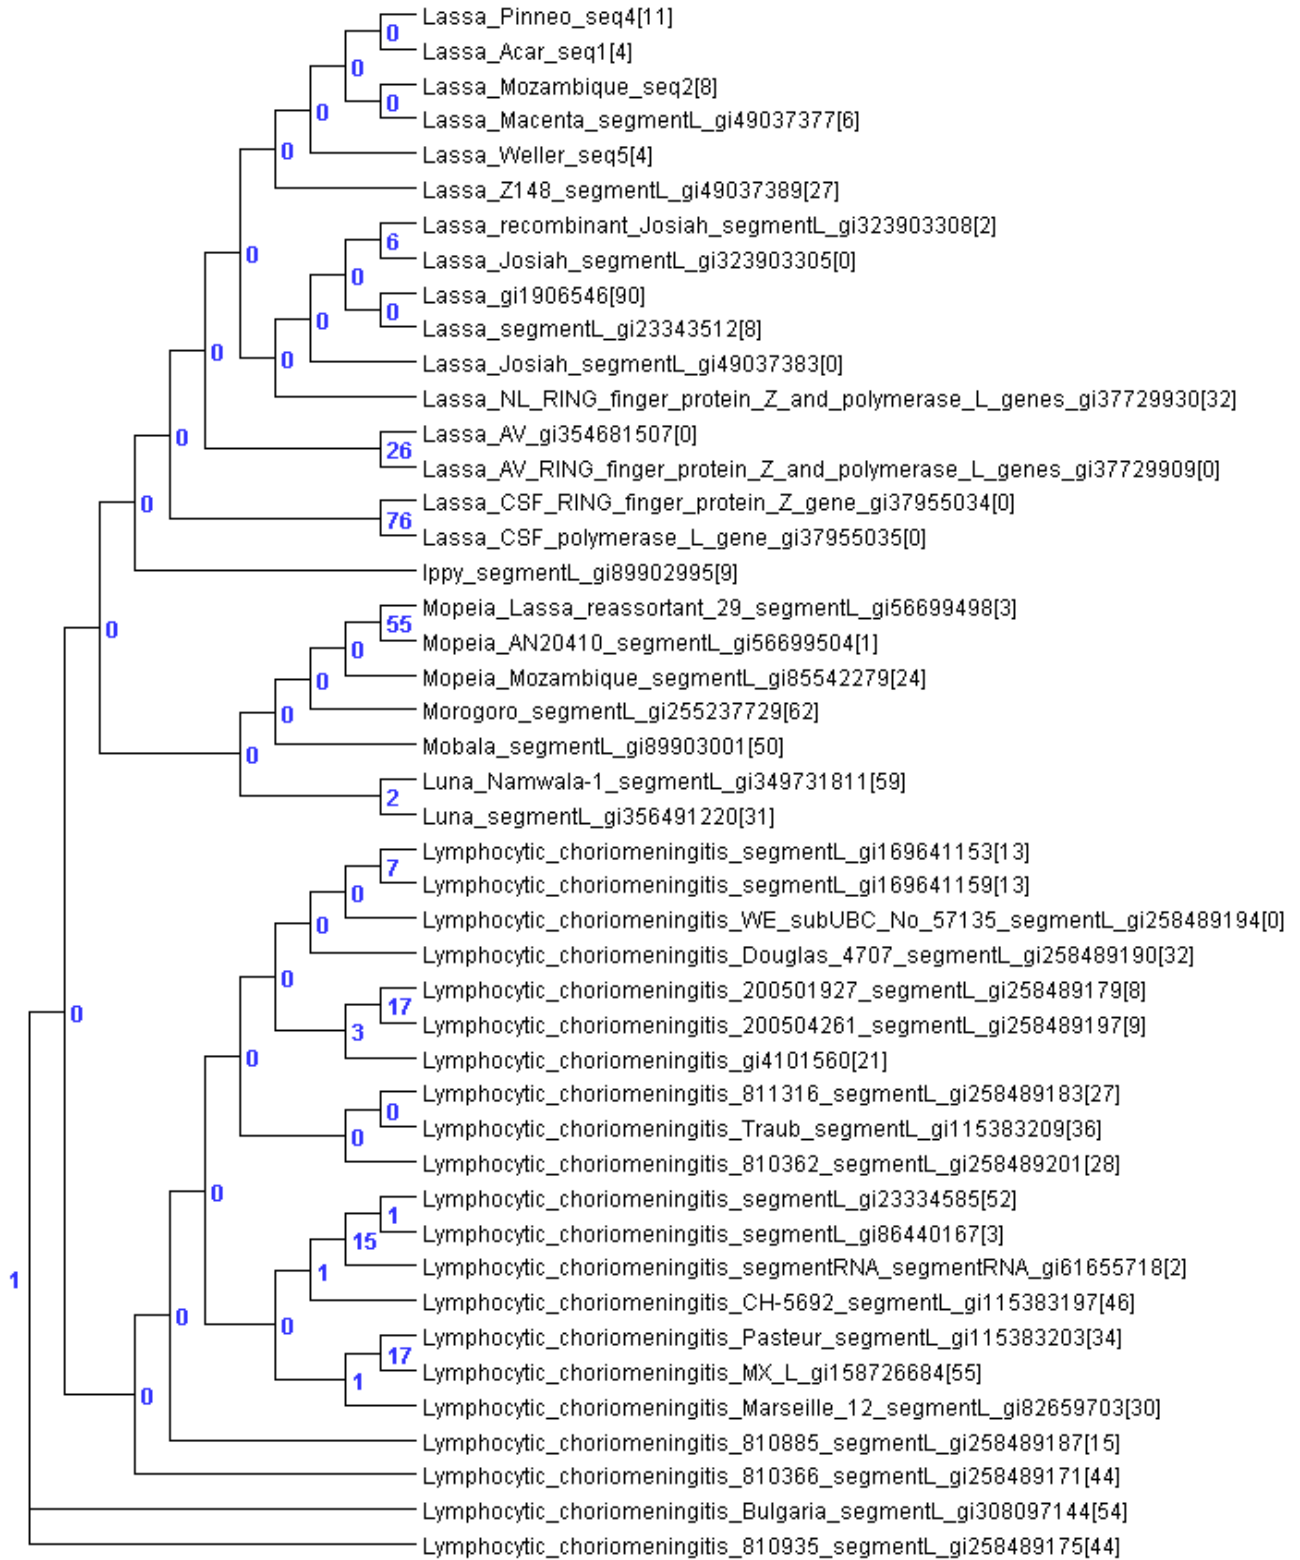 Lassa_Pinneo_seq4[11]
0
Lassa_Acar_seq1[4]
0
Lassa_Mozambique_seq2[8]
0
0
Lassa_Macenta_segmentL_gi49037377[6]
0
Lassa_Weller_seq5[4]
Lassa_Z148_segmentL_gi49037389[27]
Lassa_recombinant_Josiah_segmentL_gi323903308[2]
6
0
Lassa_Josiah_segmentL_gi323903305[0]
0
Lassa_gi1906546[90]
0
0
Lassa_segmentL_gi23343512[8]
0
0
Lassa_Josiah_segmentL_gi49037383[0]
Lassa_NL_RING_finger_protein_Z_and_polymerase_L_genes_gi37729930[32]
Lassa_AV_gi354681507[0]
0
26
Lassa_AV_RING_finger_protein_Z_and_polymerase_L_genes_gi37729909[0]
Lassa_CSF_RING_finger_protein_Z_gene_gi37955034[0]
0
76
Lassa_CSF_polymerase_L_gene_gi37955035[0]
Ippy_segmentL_gi89902995[9]
Mopeia_Lassa_reassortant_29_segmentL_gi56699498[3]
0
55
Mopeia_AN20410_segmentL_gi56699504[1]
0
Mopeia_Mozambique_segmentL_gi85542279[24]
0
Morogoro_segmentL_gi255237729[62]
0
Mobala_segmentL_gi89903001[50]
0
Luna_Namwala-1_segmentL_gi349731811[59]
2
Luna_segmentL_gi356491220[31]
Lymphocytic_choriomeningitis_segmentL_gi169641153[13]
7
Lymphocytic_choriomeningitis_segmentL_gi169641159[13]
0
Lymphocytic_choriomeningitis_WE_subUBC_No_57135_segmentL_gi258489194[0]
0
Lymphocytic_choriomeningitis_Douglas_4707_segmentL_gi258489190[32]
0
Lymphocytic_choriomeningitis_200501927_segmentL_gi258489179[8]
17
0
Lymphocytic_choriomeningitis_200504261_segmentL_gi258489197[9]
3
Lymphocytic_choriomeningitis_gi4101560[21]
0
Lymphocytic_choriomeningitis_811316_segmentL_gi258489183[27]
0
Lymphocytic_choriomeningitis_Traub_segmentL_gi115383209[36]
0
Lymphocytic_choriomeningitis_810362_segmentL_gi258489201[28]
0
Lymphocytic_choriomeningitis_segmentL_gi23334585[52]
1
Lymphocytic_choriomeningitis_segmentL_gi86440167[3]
15
Lymphocytic_choriomeningitis_segmentRNA_segmentRNA_gi61655718[2]
1
1
Lymphocytic_choriomeningitis_CH-5692_segmentL_gi115383197[46]
0
0
Lymphocytic_choriomeningitis_Pasteur_segmentL_gi115383203[34]
17
Lymphocytic_choriomeningitis_MX_L_gi158726684[55]
1
0
Lymphocytic_choriomeningitis_Marseille_12_segmentL_gi82659703[30]
Lymphocytic_choriomeningitis_810885_segmentL_gi258489187[15]
Lymphocytic_choriomeningitis_810366_segmentL_gi258489171[44]
Lymphocytic_choriomeningitis_Bulgaria_segmentL_gi308097144[54]
Lymphocytic_choriomeningitis_810935_segmentL_gi258489175[44]